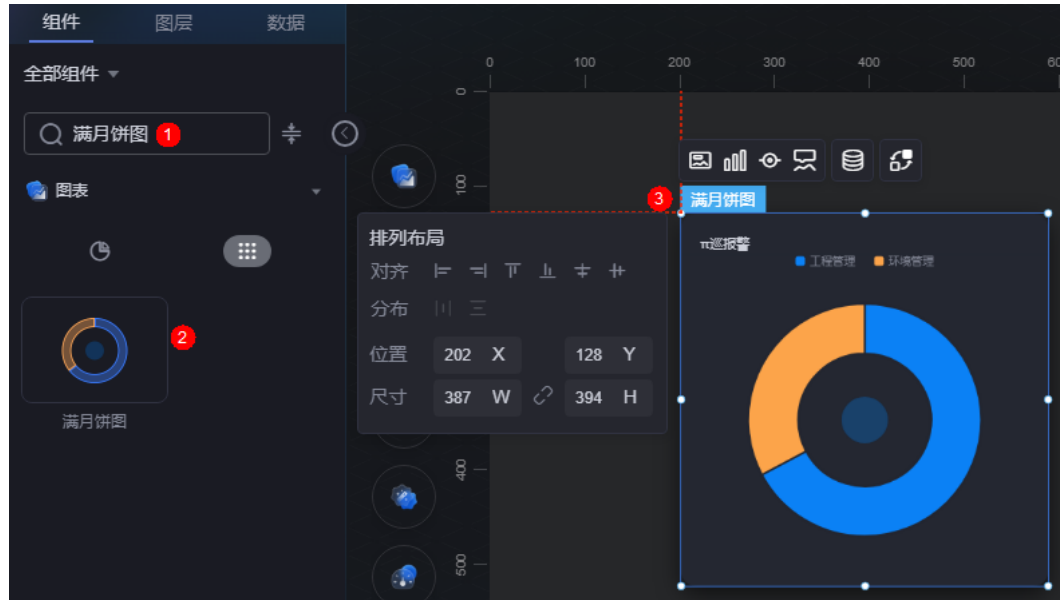 组件 图层 数据
全部组件
满月饼图 1
图表
2
满月饼图
0 100 200 300 400 500 60
0
100
400
500
3 满月饼图
排列布局
对齐
分布
位置 202 X 128 Y
尺寸 387 W 394 H
π巡报警
工程管理 环境管理